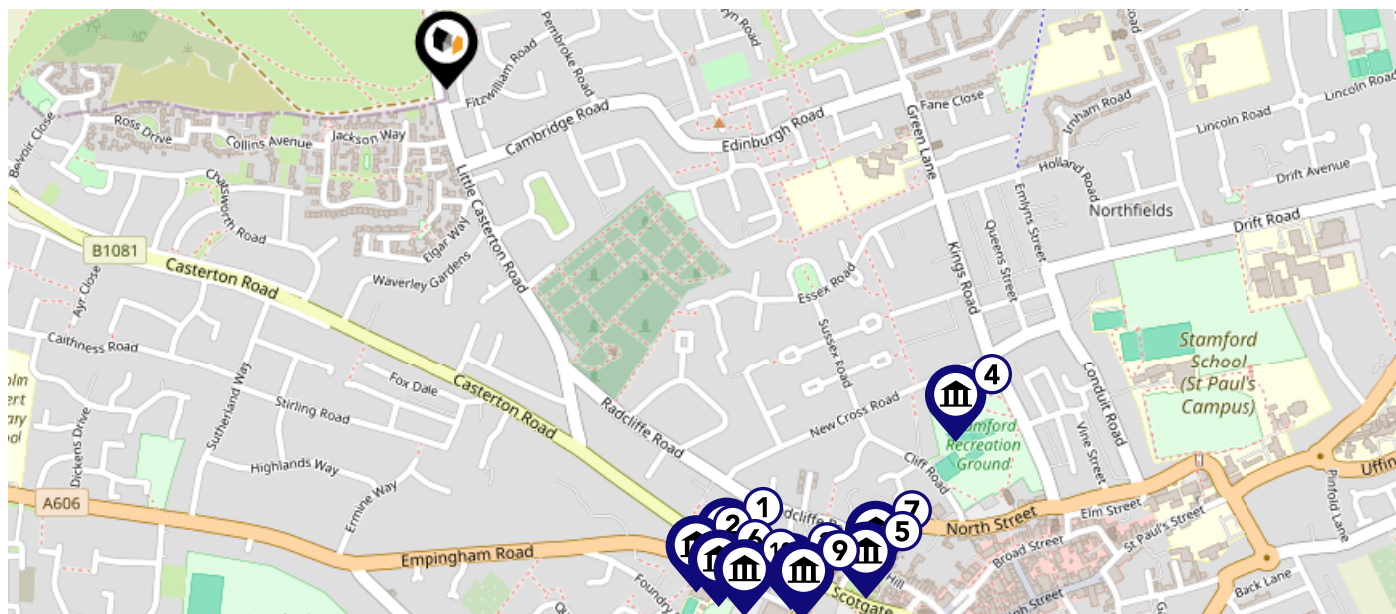 Pembroke Road
Fitzwilliam Road
Cambridge Road
Edinburgh Road
Green Lane
Fane Close
Irnham Road
Lincoln Road
Lincoln Road
Holland Road
Drift Avenue
Northfields
Drift Road
Belvoir Close
Ross Drive
Collins Avenue
Jackson Way
Chatsworth Road
Little Casterton Road
Elgar Way
Waverley Gardens
B1081
Casterton Road
Ayr Close
Caithness Road
Sutherland Way
Fox Dale
Stirling Road
Casterton Road
Highlands Way
Dickens Drive
Ermine Way
A606
Empingham Road
Radcliffe Road
Essex Road
Sussex Road
New Cross Road
Cliff Road
Kings Road
Queens Street
Emlyns Street
Conduit Road
Vine Street
Stamford
School
(St Paul's
Campus)
4
Recreation
Ground
1
2
6
9
7
5
North Street
Elm Street
Broad Street
St Paul's Street
Pinfold Lane
Back Lane
Scotgate
Foundry
Hill